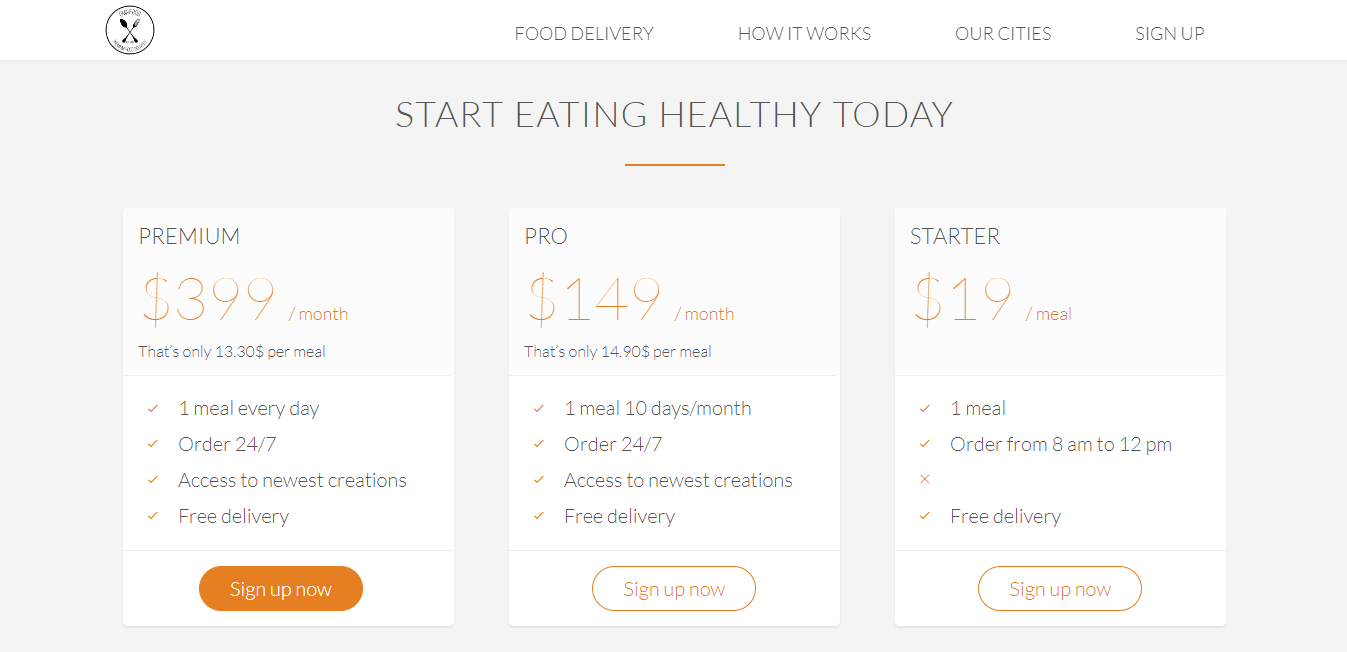 FOOD DELIVERY
HOW IT WORKS
OUR CITIES
SIGN UP
START EATING HEALTHY TODAY
PREMIUM
$399 / month
That's only 13.30$ per meal
1 meal every day
Order 24/7
Access to newest creations
Free delivery
Sign up now
PRO
$149 / month
That's only 14.90$ per meal
1 meal 10 days/month
Order 24/7
Access to newest creations
Free delivery
Sign up now
STARTER
$19 / meal
1 meal
Order from 8 am to 12 pm
Free delivery
Sign up now